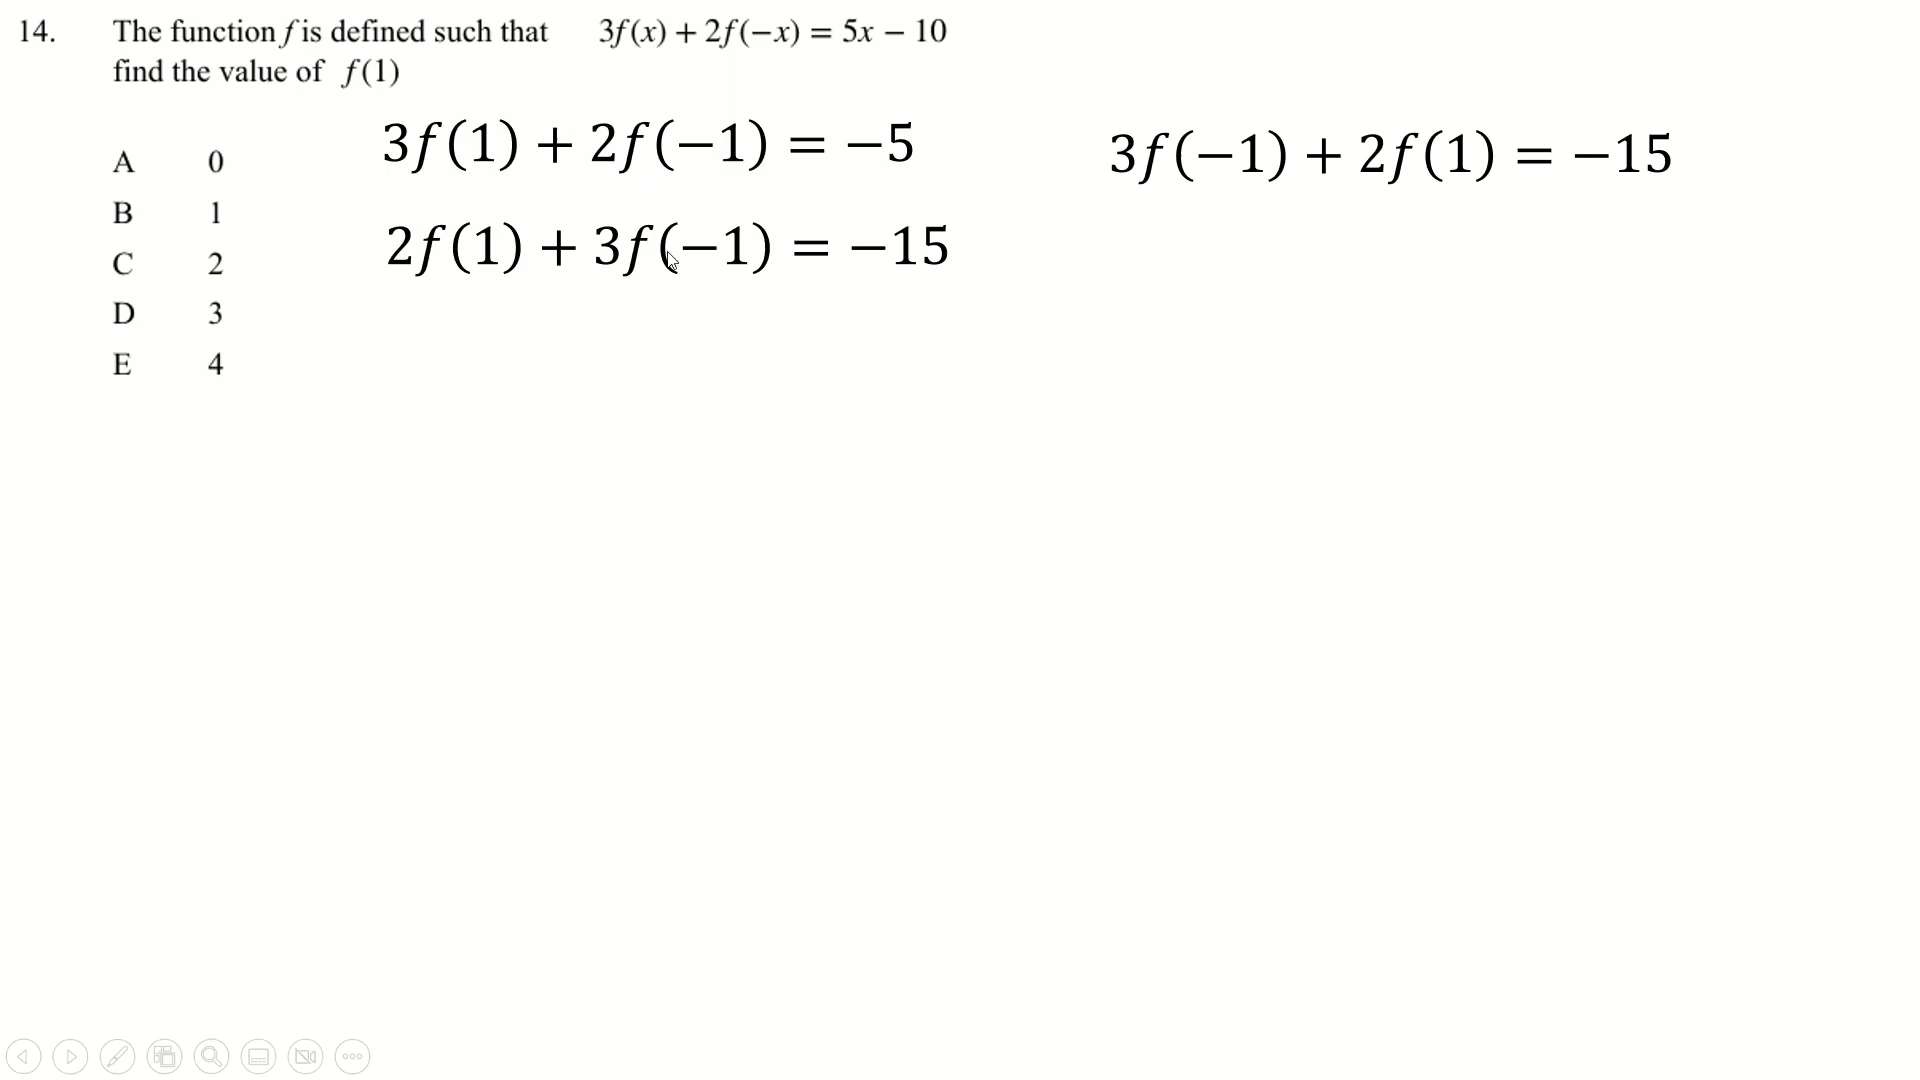 14. The function f is defined such that 3f(x) + 2f(−x) = 5x − 10
find the value of f(1)
3f(1) + 2f(−1) = −5
3f(−1) + 2f(1) = −15
A 0
B 1
2f(1) + 3f(−1) = −15
C 2
D 3
E 4